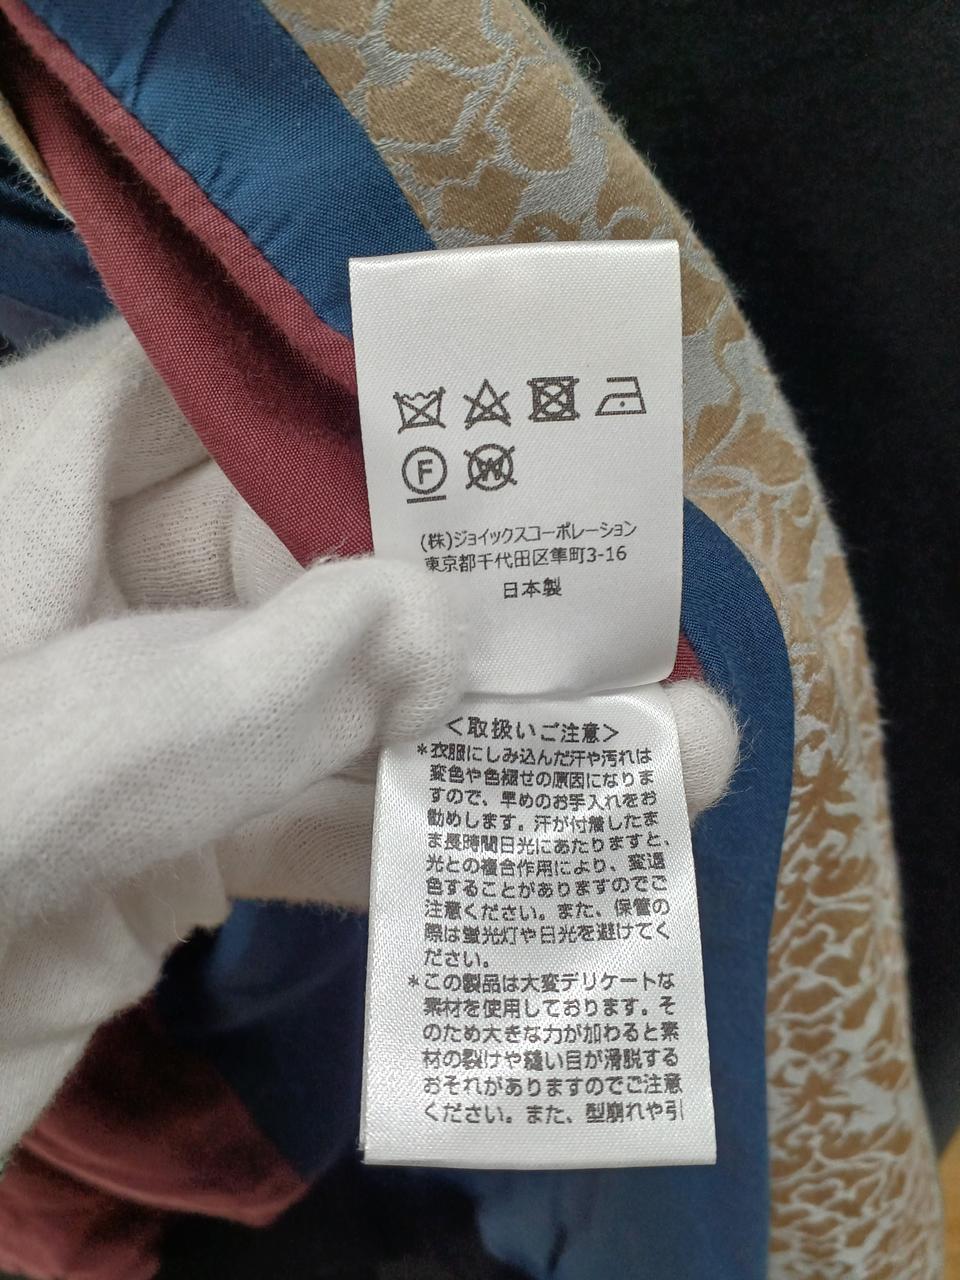 F
W
(株)ジョイックスコーポレーション
東京都千代田区隼町3-16
日本製
<取扱いご注意>
*衣服にしみ込んだ汗や汚れは
変色や色褪せの原因になりま
すので、早めのお手入れをお
勧めします。汗が付着したま
ま長時間日光にあたりますと、
光との複合作用により、変退
色することがありますのでご
注意ください。また、保管の
際は蛍光灯や日光を避けてく
ださい。
*この製品は大変デリケートな
素材を使用しております。そ
のため大きな力が加わると素
材の裂けや縫い目が滑脱する
おそれがありますのでご注意
ください。また、型崩れや引